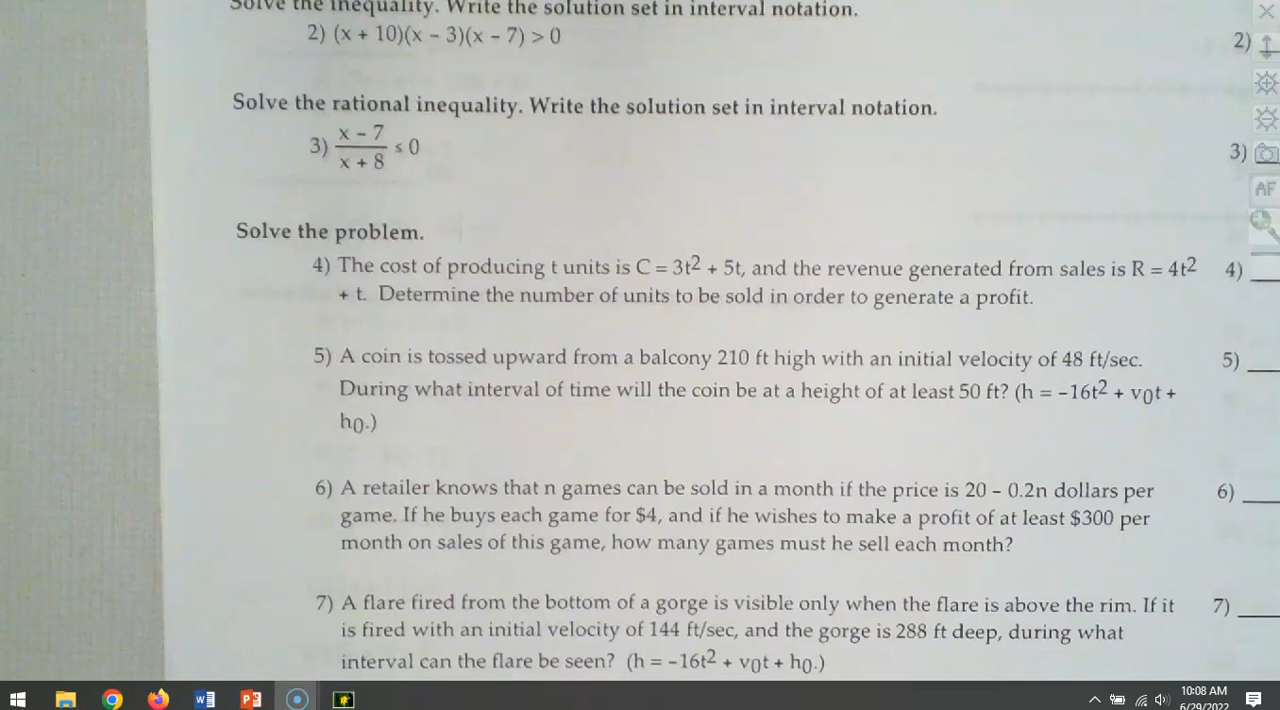 Solve the inequality. Write the solution set in interval notation.
2) (x + 10)(x − 3)(x − 7) > 0
2)
Solve the rational inequality. Write the solution set in interval notation.
3) x − 7 / x + 8 ≤ 0
3)
AF
Solve the problem.
4) The cost of producing t units is C = 3t² + 5t, and the revenue generated from sales is R = 4t²
4)
+ t. Determine the number of units to be sold in order to generate a profit.
5) A coin is tossed upward from a balcony 210 ft high with an initial velocity of 48 ft/sec.
5)
During what interval of time will the coin be at a height of at least 50 ft? (h = −16t² + v₀t +
h₀.)
6) A retailer knows that n games can be sold in a month if the price is 20 − 0.2n dollars per
6)
game. If he buys each game for $4, and if he wishes to make a profit of at least $300 per
month on sales of this game, how many games must he sell each month?
7) A flare fired from the bottom of a gorge is visible only when the flare is above the rim. If it
7)
is fired with an initial velocity of 144 ft/sec, and the gorge is 288 ft deep, during what
interval can the flare be seen? (h = −16t² + v₀t + h₀.)
10:08 AM
6/29/2022